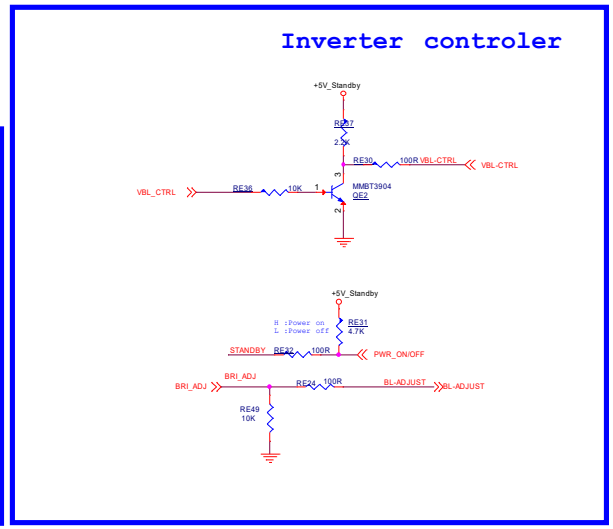 Inverter controler
+5V_Standby
RE37
2.2K
RE30 100R VBL-CTRL VBL-CTRL
3
MMBT3904
QE2
VBL_CTRL RE36 10K 1
2
+5V_Standby
H :Power on
L :Power off
RE31
4.7K
STANDBY RE32 100R PWR_ON/OFF
BRI_ADJ BRI_ADJ RE24 100R BL-ADJUST BL-ADJUST
RE49
10K